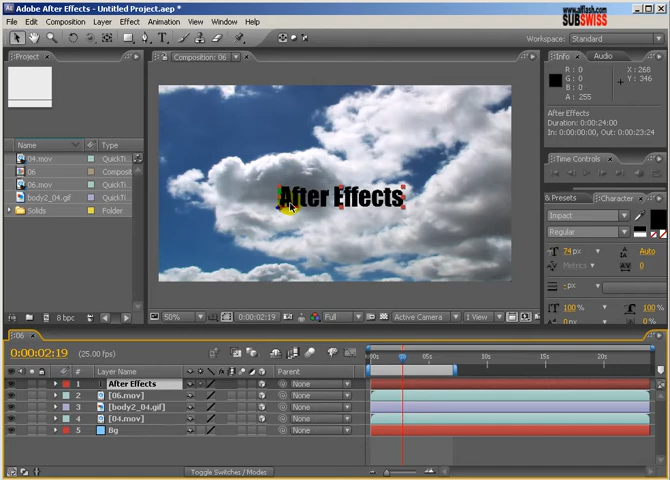 Adobe After Effects - Untitled Project.aep *
www.alflash.com
SUBSWISS
File Edit Composition Layer Effect Animation View Window Help
Workspace: Standard
Project
Composition: 06
Info Audio
R: 0
G: 0
B: 0
A: 255
X: 268
Y: 346
After Effects
Duration: 0:00:24:00
In: 0:00:00:00, Out: 0:00:23:24
Name Type
04.mov QuickTi...
06 Composit
06.mov QuickTi...
body2_04.gif QuickTi...
Solids Folder
After Effects
Time Controls
& Presets Character
Impact
Regular
74 px Auto
Metrics 0
- px
100 % 100 %
0 px 0 %
8 bpc
50% 0:00:02:19 Full Active Camera 1 View
06
0:00:02:19 (25.00 fps)
:00s 05s 15s 20s
# Layer Name Parent
1 After Effects None
2 [06.mov] None
3 [body2_04.gif] None
4 [04.mov] None
5 Bg None
Toggle Switches / Modes